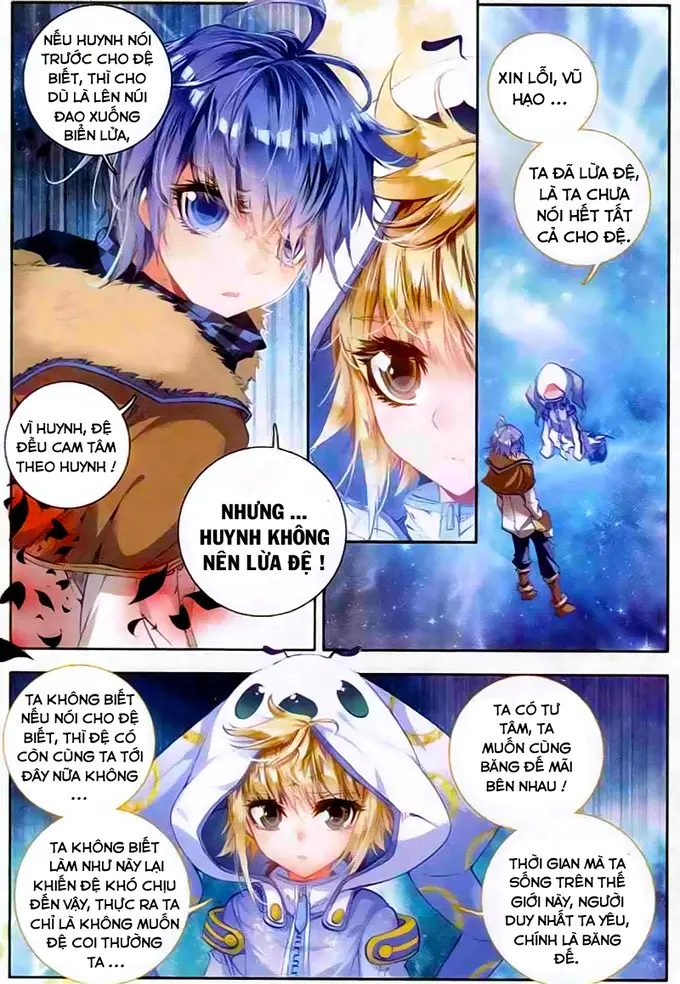 NẾU HUYNH NÓI
TRƯỚC CHO ĐỆ
BIẾT, THÌ CHO
DÙ LÀ LÊN NÚI
ĐAO XUỐNG
BIỂN LỬA,
VÌ HUYNH, ĐỆ
ĐỀU CAM TÂM
THEO HUYNH !
NHƯNG ...
HUYNH KHÔNG
NÊN LỪA ĐỆ !
XIN LỖI, VŨ
HẠO ...
TA ĐÃ LỪA ĐỆ,
LÀ TA CHƯA
NÓI HẾT TẤT
CẢ CHO ĐỆ.
TA KHÔNG BIẾT
NẾU NÓI CHO ĐỆ
BIẾT, THÌ ĐỆ CÓ
CÒN CÙNG TA TỚI
ĐÂY NỮA KHÔNG
...
TA KHÔNG BIẾT
LÀM NHƯ NÀY LẠI
KHIẾN ĐỆ KHÓ CHỊU
ĐẾN VẬY, THỰC RA TA
CHỈ LÀ KHÔNG MUỐN
ĐỆ COI THƯỜNG
TA ...
TA CÓ TƯ
TÂM, TA
MUỐN CÙNG
BĂNG ĐẾ MÃI
BÊN NHAU !
THỜI GIAN MÀ TA
SỐNG TRÊN THẾ
GIỚI NÀY, NGƯỜI
DUY NHẤT TA YÊU,
CHÍNH LÀ BĂNG
ĐẾ.